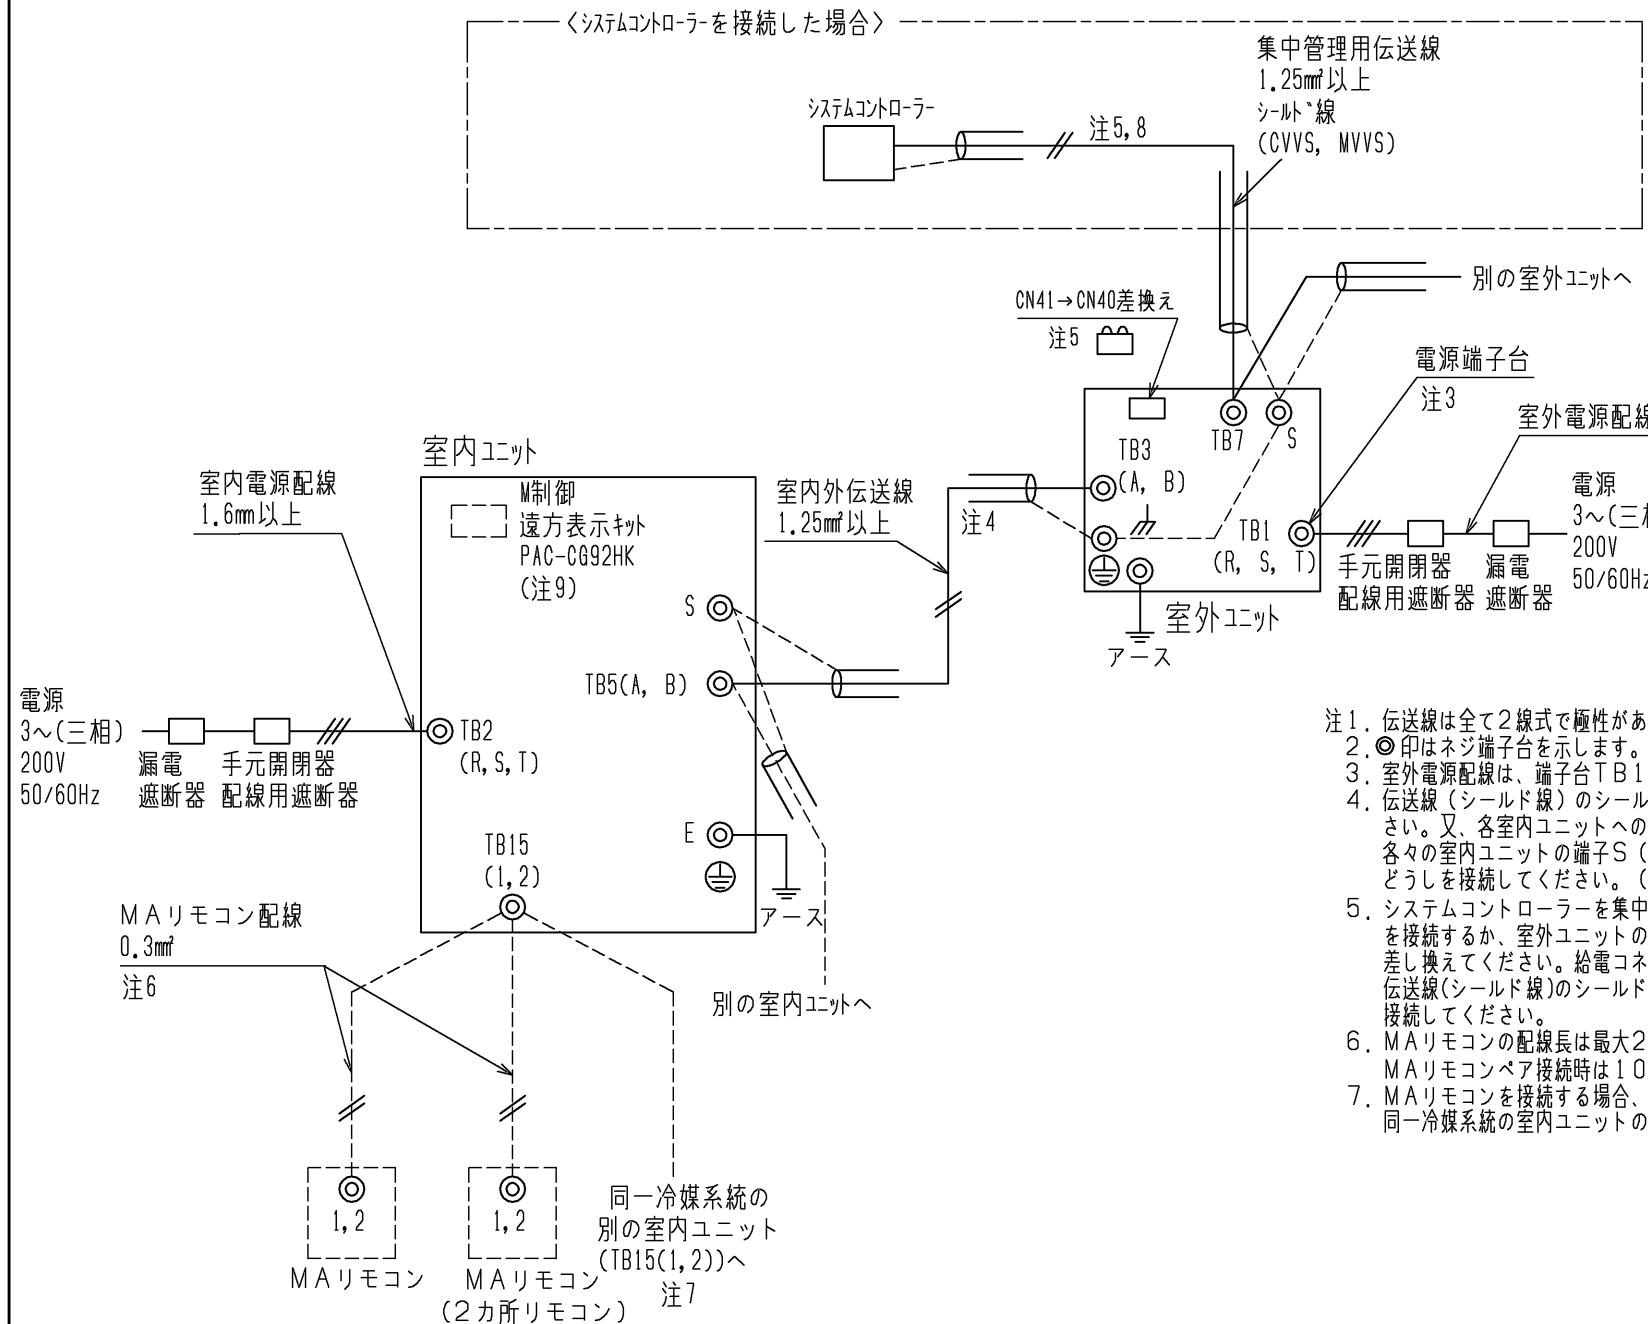 〈システムコントローラーを接続した場合〉
集中管理用伝送線
1.25mm²以上
シールド線
(CVVS, MVVS)
システムコントローラー
注5,8
別の室外ユニットへ
CN41→CN40差換え
注5
電源端子台
注3
室外電源配線
TB7
S
TB3
(A, B)
TB1
(R, S, T)
手元開閉器
配線用遮断器
漏電
遮断器
電源
3～(三相
200V
50/60Hz
室外ユニット
アース
室内ユニット
M制御
遠方表示キット
PAC-CG92HK
(注9)
室内電源配線
1.6mm以上
室内外伝送線
1.25mm²以上
注4
S
TB5(A, B)
電源
3～(三相)
200V
50/60Hz
漏電
遮断器
手元開閉器
配線用遮断器
TB2
(R,S,T)
E
アース
TB15
(1,2)
MAリモコン配線
0.3mm²
注6
別の室内ユニットへ
1,2
MAリモコン
1,2
MAリモコン
(2カ所リモコン)
同一冷媒系統の
別の室内ユニット
(TB15(1,2))へ
注7
注1. 伝送線は全て2線式で極性があ
2. ◎印はネジ端子台を示します。
3. 室外電源配線は、端子台TB1
4. 伝送線（シールド線）のシール
さい。又、各室内ユニットへの
各々の室内ユニットの端子S（
どうしを接続してください。（
5. システムコントローラーを集中
を接続するか、室外ユニットの
差し換えてください。給電コネ
伝送線(シールド線)のシールド
接続してください。
6. MAリモコンの配線長は最大2
MAリモコンペア接続時は10
7. MAリモコンを接続する場合、
同一冷媒系統の室内ユニットの